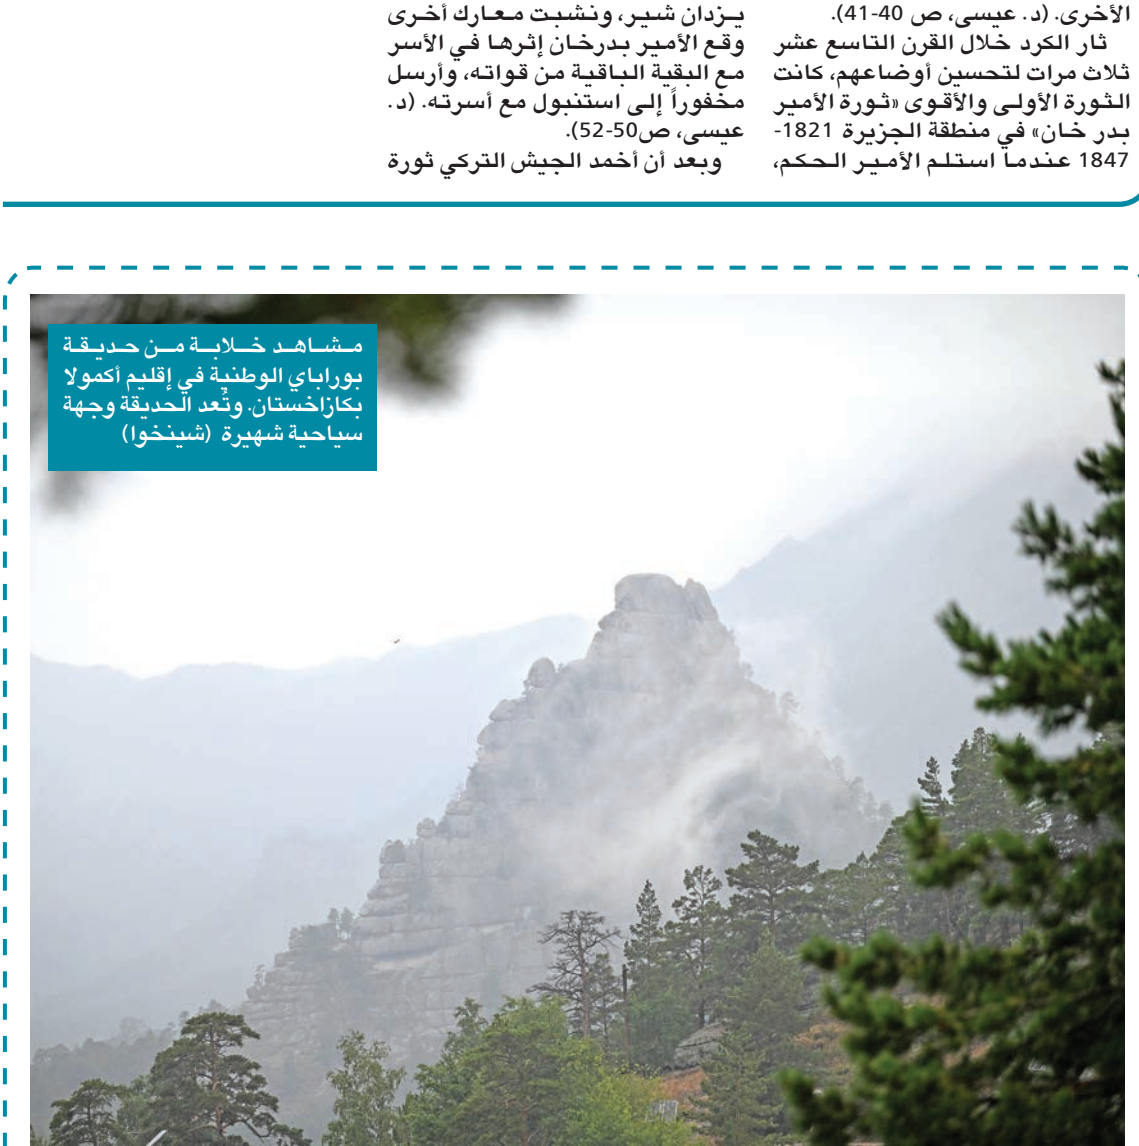 الأخرى. (د. عيسى، ص 40-41).
ثار الكرد خلال القرن التاسع عشر
ثلاث مرات لتحسين أوضاعهم، كانت
الثورة الأولى والأقوى «ثورة الأمير
بدر خان» في منطقة الجزيرة 1821-
1847 عندما استلم الأمير الحكم،
يزدان شير، ونشبت معارك أخرى
وقع الأمير بدرخان إثرها في الأسر
مع البقية الباقية من قواته، وأرسل
مخفوراً إلى استنبول مع أسرته. (د.
عيسى، ص50-52).
وبعد أن أخمد الجيش التركي ثورة
مشاهد خلابة من حديقة
بوراباي الوطنية في إقليم أكمولا
بكازاخستان. وتُعد الحديقة وجهة
سياحية شهيرة (شينخوا)